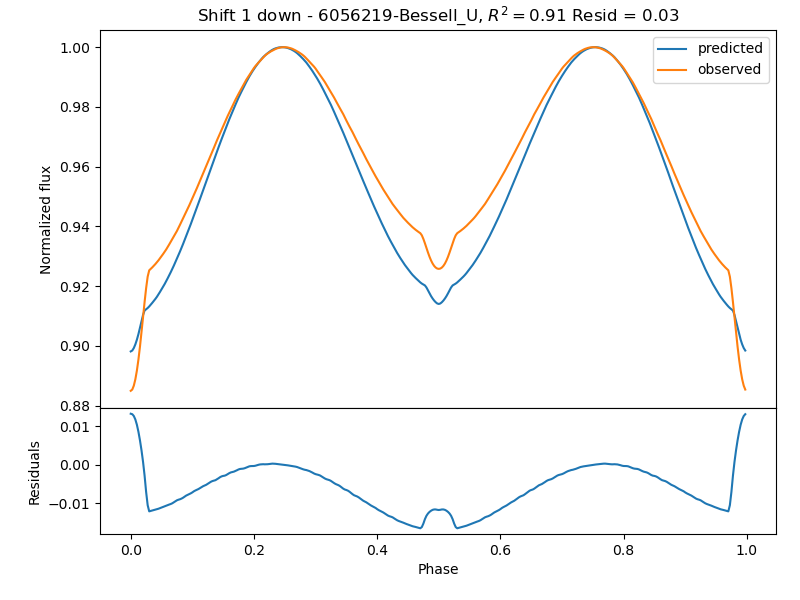 Shift 1 down - 6056219-Bessell_U, $R^2 = 0.91$ Resid = 0.03
predicted
observed
Normalized flux
1.00
0.98
0.96
0.94
0.92
0.90
0.88
Residuals
0.01
0.00
−0.01
0.0 0.2 0.4 0.6 0.8 1.0
Phase